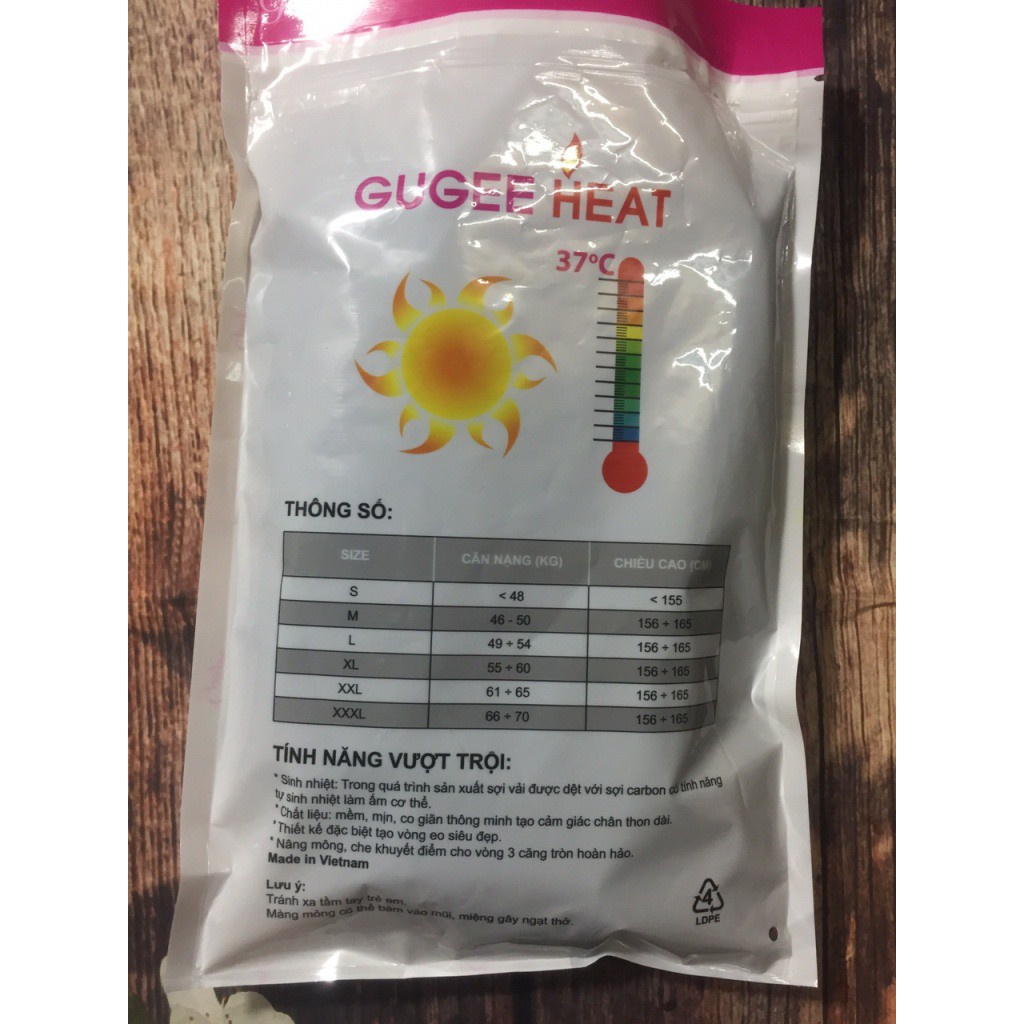 GUGEE HEAT
37°C
THÔNG SỐ:
SIZE CÂN NẶNG (KG) CHIỀU CAO (CM)
S < 48 < 155
M 46 - 50 156 ÷ 165
L 49 ÷ 54 156 ÷ 165
XL 55 ÷ 60 156 ÷ 165
XXL 61 ÷ 65 156 ÷ 165
XXXL 66 ÷ 70 156 ÷ 165
TÍNH NĂNG VƯỢT TRỘI:
* Sinh nhiệt: Trong quá trình sản xuất sợi vải được dệt với sợi carbon có tính năng
tự sinh nhiệt làm ấm cơ thể.
* Chất liệu: mềm, mịn, co giãn thông minh tạo cảm giác chân thon dài.
* Thiết kế đặc biệt tạo vòng eo siêu đẹp.
* Nâng mông, che khuyết điểm cho vòng 3 căng tròn hoàn hảo.
Made in Vietnam
Lưu ý:
Tránh xa tầm tay trẻ em.
Màng mỏng có thể bám vào mũi, miệng gây ngạt thở.
4
LDPE